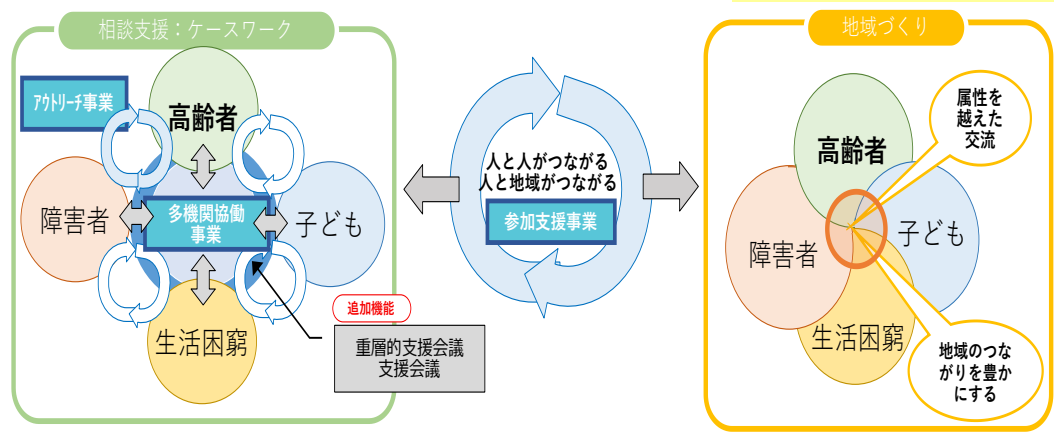 相談支援：ケースワーク
アウトリーチ事業
高齢者
障害者
多機関協働
事業
子ども
生活困窮
追加機能
重層的支援会議
支援会議
人と人がつながる
人と地域がつながる
参加支援事業
地域づくり
属性を
越えた
交流
高齢者
障害者
子ども
生活困窮
地域のつな
がりを豊か
にする